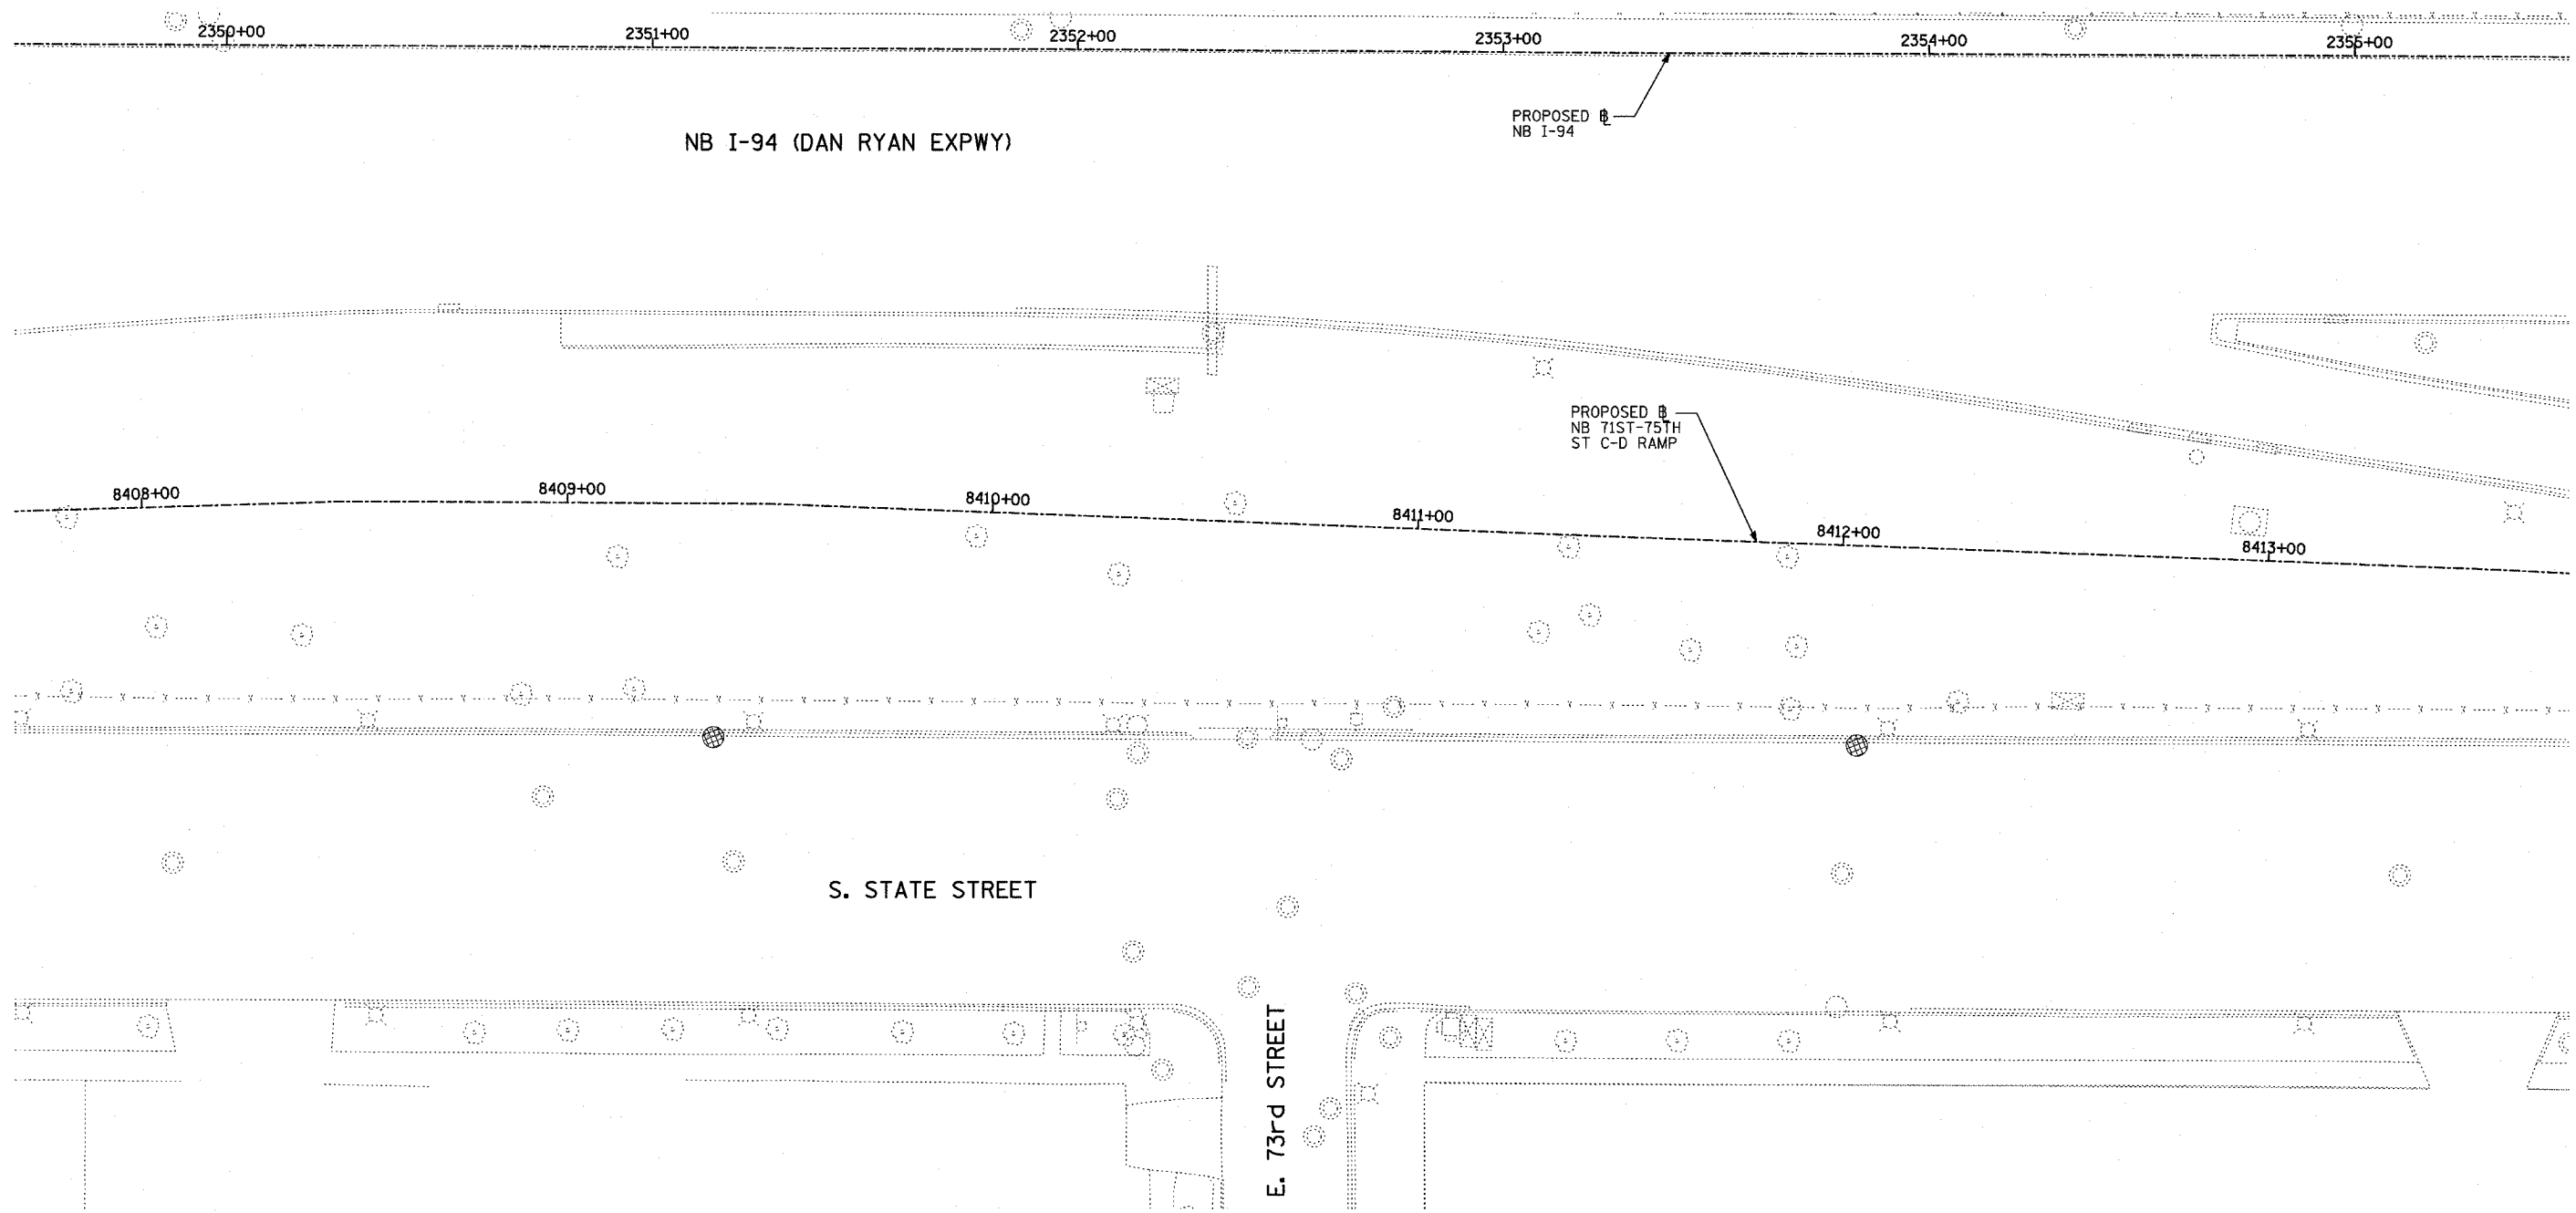 2350+00
2351+00
2352+00
2353+00
2354+00
2355+00
PROPOSED ⅊
NB I-94
NB I-94 (DAN RYAN EXPWY)
PROPOSED ⅊
NB 71ST-75TH
ST C-D RAMP
8408+00
8409+00
8410+00
8411+00
8412+00
8413+00
S. STATE STREET
E. 73rd STREET